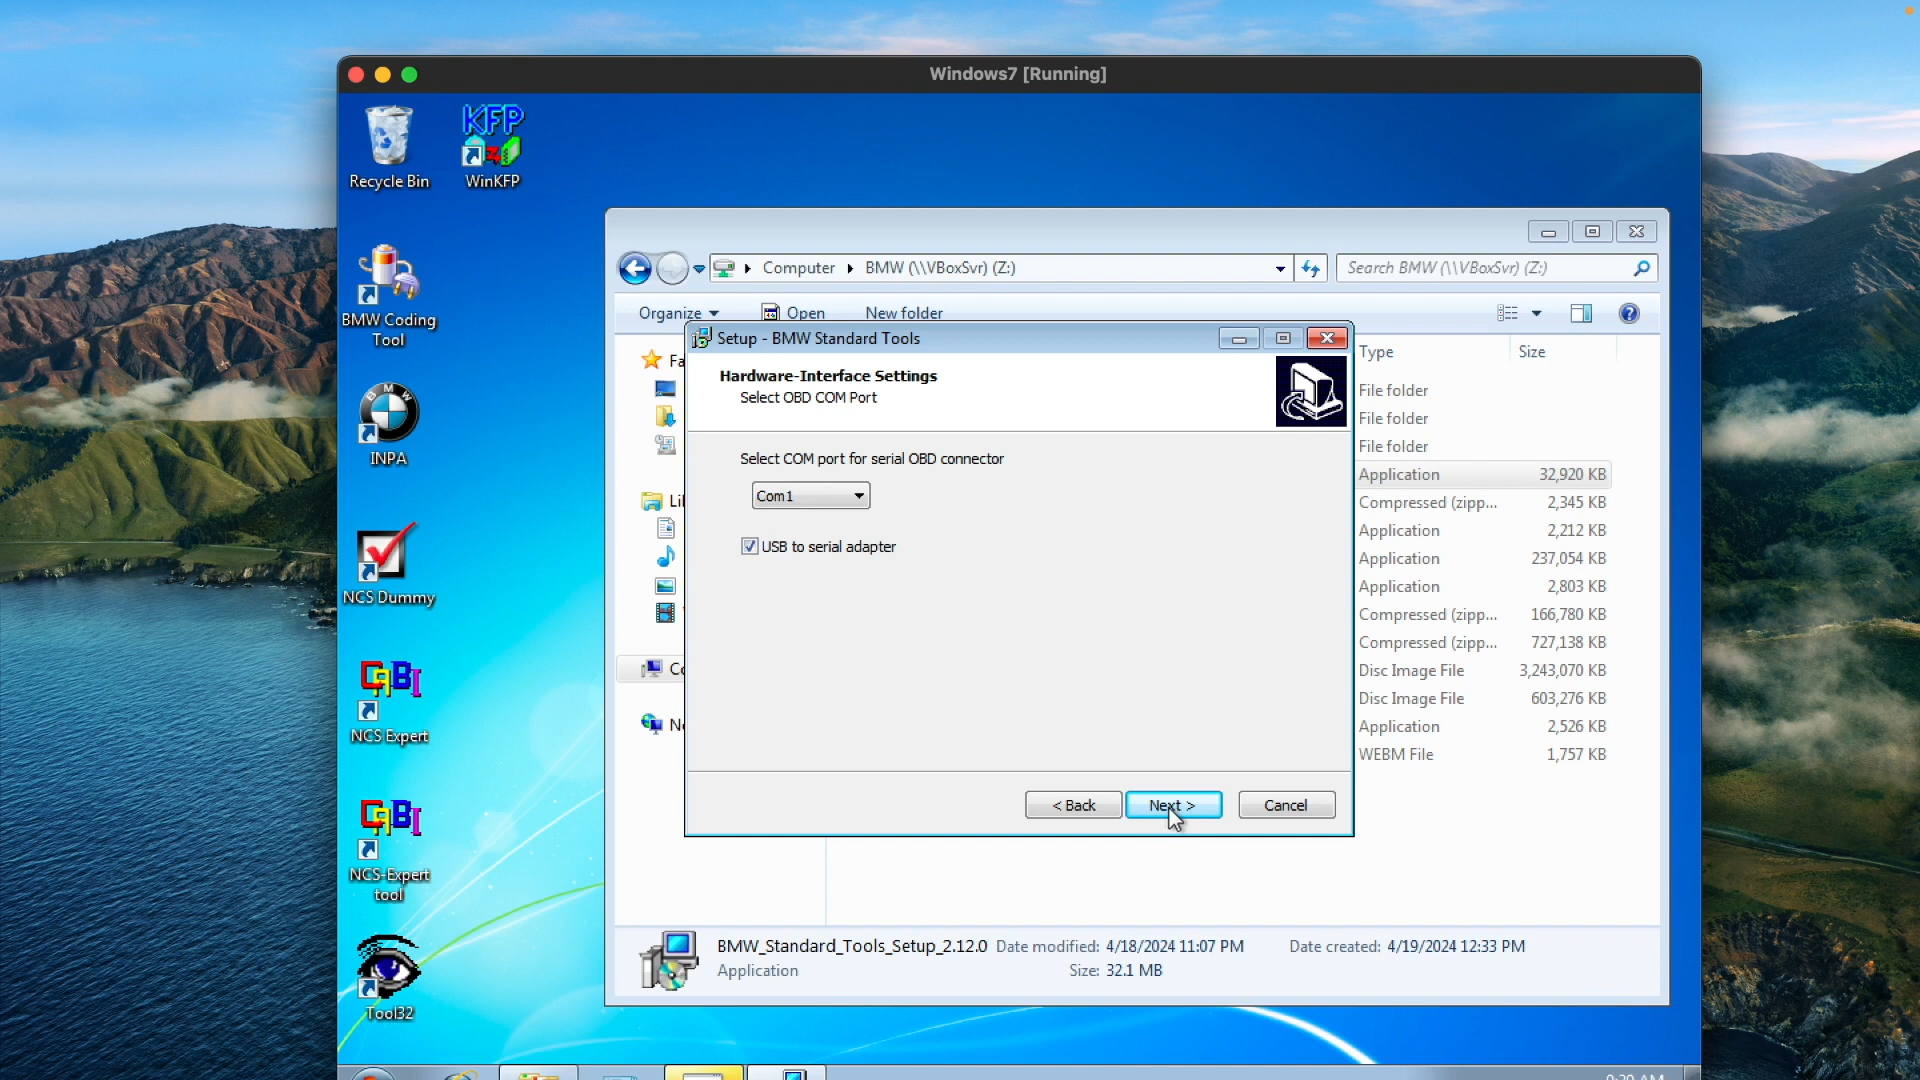 Windows7 [Running]
Recycle Bin
KFP
WinKFP
BMW Coding
Tool
BMW
INPA
NCS Dummy
CABI
NCS Expert
CABI
NCS-Expert
tool
Tool32
Computer BMW (\\VBoxSvr) (Z:)
Search BMW (\\VBoxSvr) (Z:)
Organize Open New folder
Setup - BMW Standard Tools
Hardware-Interface Settings
Select OBD COM Port
Select COM port for serial OBD connector
Com1
USB to serial adapter
< Back Next > Cancel
Type Size
File folder
File folder
File folder
Application 32,920 KB
Compressed (zipp... 2,345 KB
Application 2,212 KB
Application 237,054 KB
Application 2,803 KB
Compressed (zipp... 166,780 KB
Compressed (zipp... 727,138 KB
Disc Image File 3,243,070 KB
Disc Image File 603,276 KB
Application 2,526 KB
WEBM File 1,757 KB
BMW_Standard_Tools_Setup_2.12.0 Date modified: 4/18/2024 11:07 PM Date created: 4/19/2024 12:33 PM
Application Size: 32.1 MB